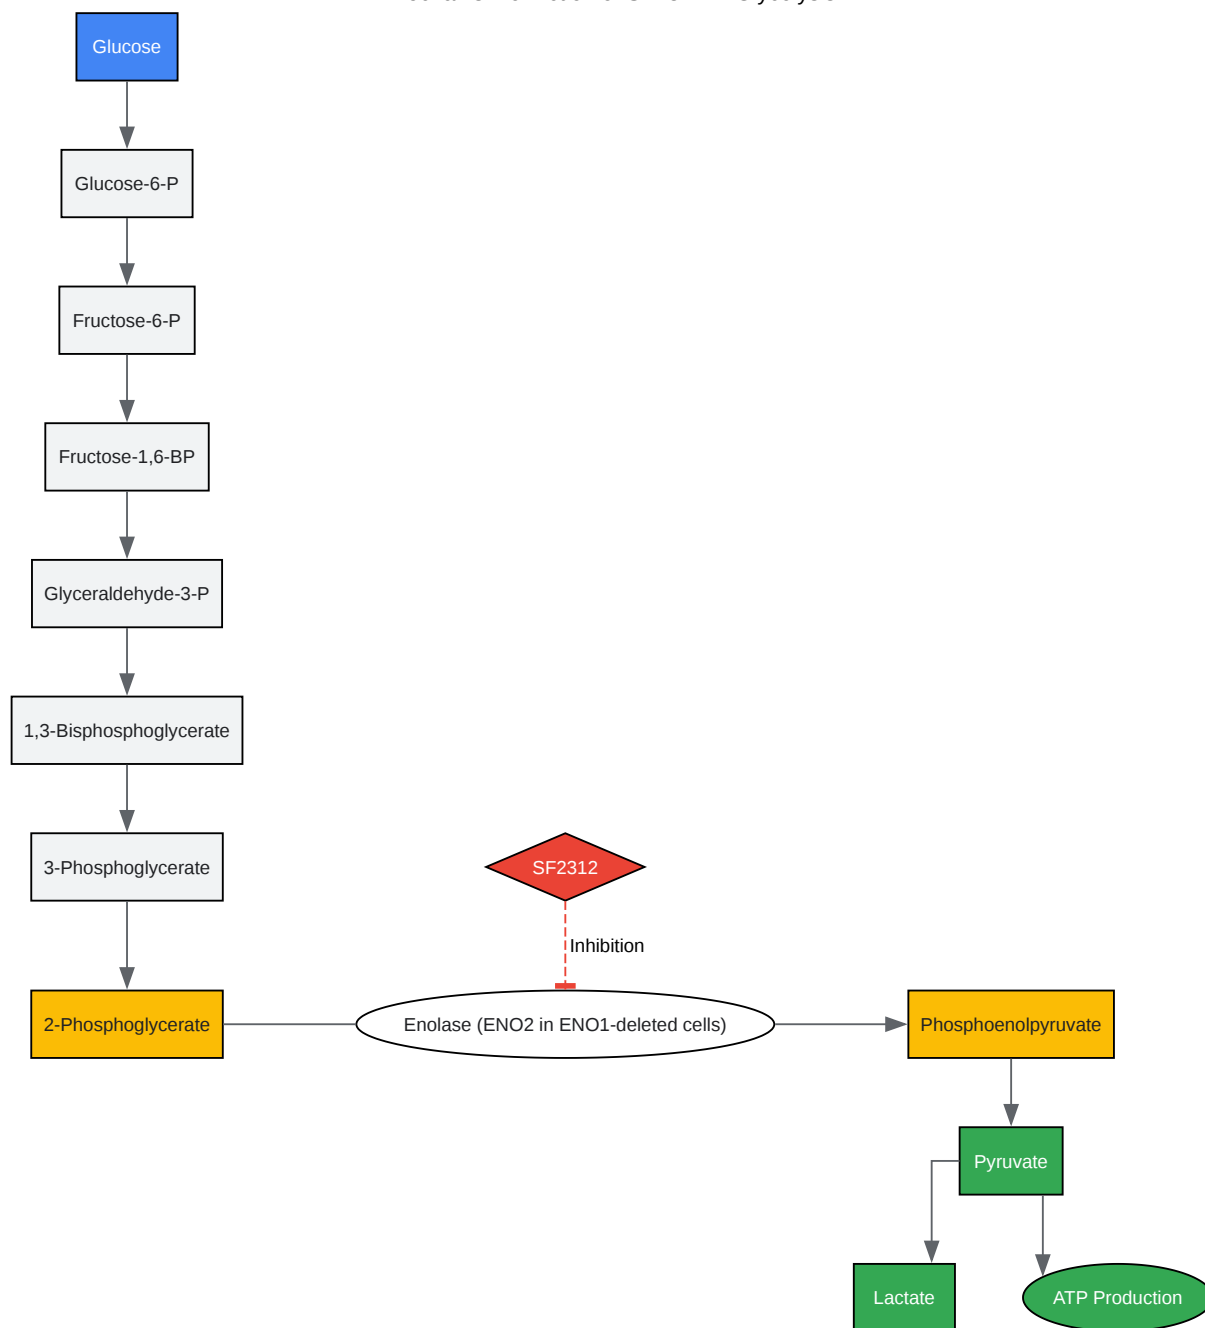 Glucose
Glucose-6-P
Fructose-6-P
Fructose-1,6-BP
Glyceraldehyde-3-P
1,3-Bisphosphoglycerate
3-Phosphoglycerate
SF2312
Inhibition
2-Phosphoglycerate
Enolase (ENO2 in ENO1-deleted cells)
Phosphoenolpyruvate
Pyruvate
Lactate
ATP Production